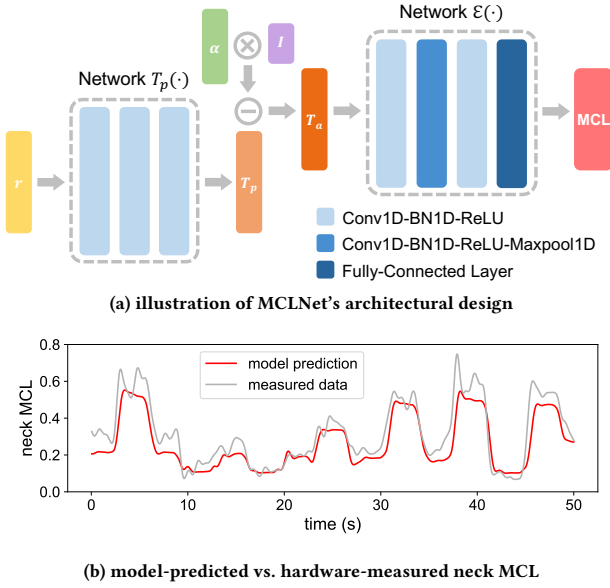 α
I
Network ℰ(·)
Network Tₚ(·)
r
Tₚ
Tₐ
MCL
Conv1D-BN1D-ReLU
Conv1D-BN1D-ReLU-Maxpool1D
Fully-Connected Layer
(a) illustration of MCLNet's architectural design
0.8
0.6
0.4
0.2
0.0
neck MCL
model prediction
measured data
0 10 20 30 40 50
time (s)
(b) model-predicted vs. hardware-measured neck MCL